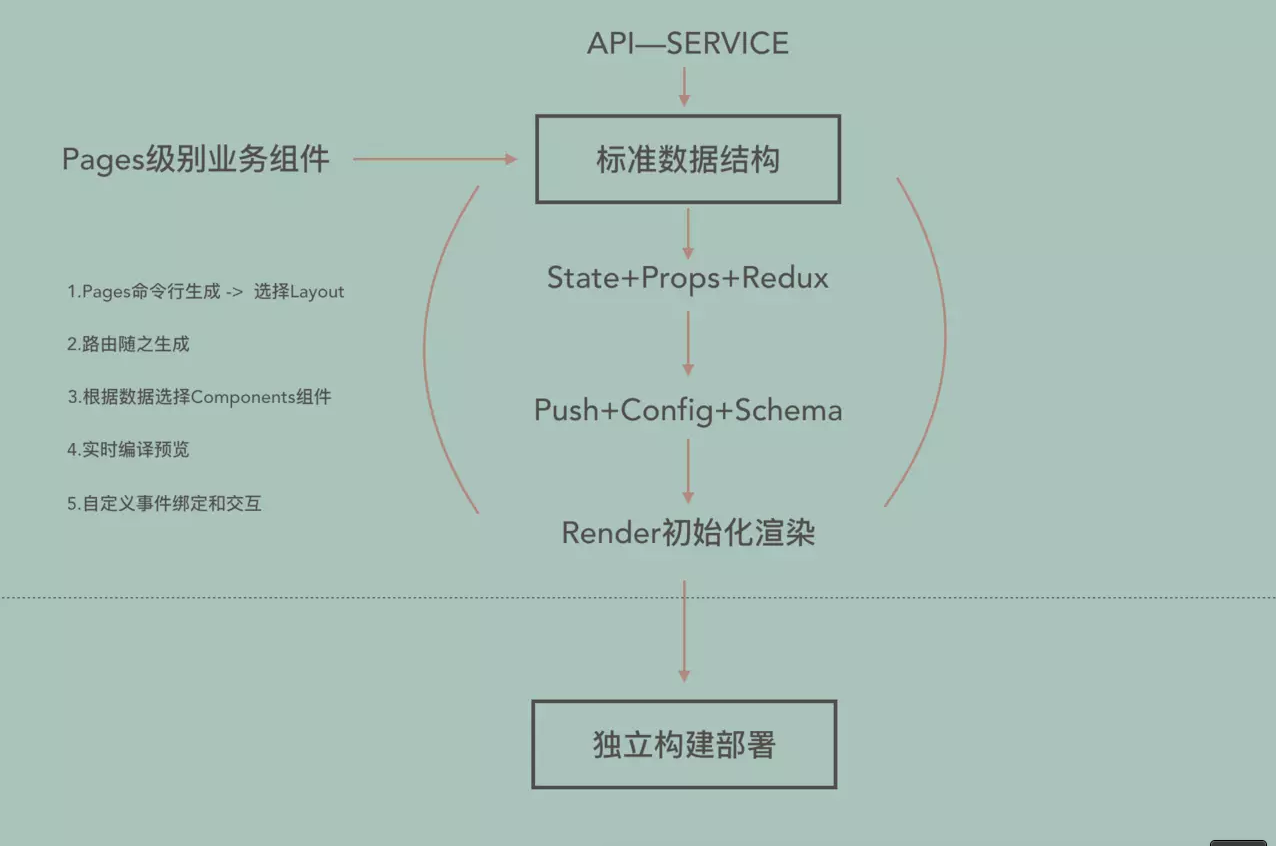 API—SERVICE
Pages级别业务组件
标准数据结构
State+Props+Redux
1.Pages命令行生成 -> 选择Layout
2.路由随之生成
3.根据数据选择Components组件
Push+Config+Schema
4.实时编译预览
5.自定义事件绑定和交互
Render初始化渲染
独立构建部署